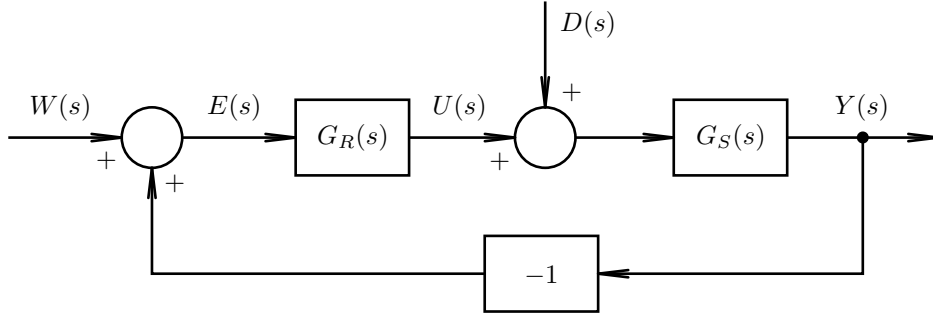 D(s)
+
W(s) E(s) U(s) Y(s)
G_R(s) G_S(s)
+ +
+
−1